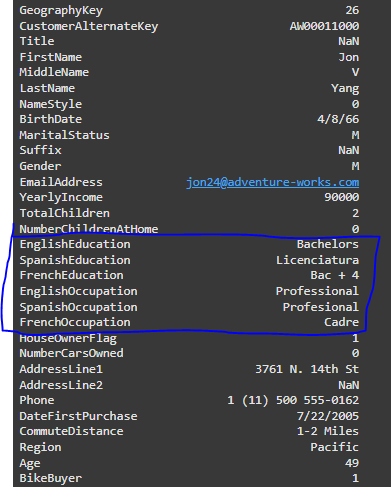 GeographyKey 26
CustomerAlternateKey AW00011000
Title NaN
FirstName Jon
MiddleName V
LastName Yang
NameStyle 0
BirthDate 4/8/66
MaritalStatus M
Suffix NaN
Gender M
EmailAddress jon24@adventure-works.com
YearlyIncome 90000
TotalChildren 2
NumberChildrenAtHome 0
EnglishEducation Bachelors
SpanishEducation Licenciatura
FrenchEducation Bac + 4
EnglishOccupation Professional
SpanishOccupation Profesional
FrenchOccupation Cadre
HouseOwnerFlag 1
NumberCarsOwned 0
AddressLine1 3761 N. 14th St
AddressLine2 NaN
Phone 1 (11) 500 555-0162
DateFirstPurchase 7/22/2005
CommuteDistance 1-2 Miles
Region Pacific
Age 49
BikeBuyer 1